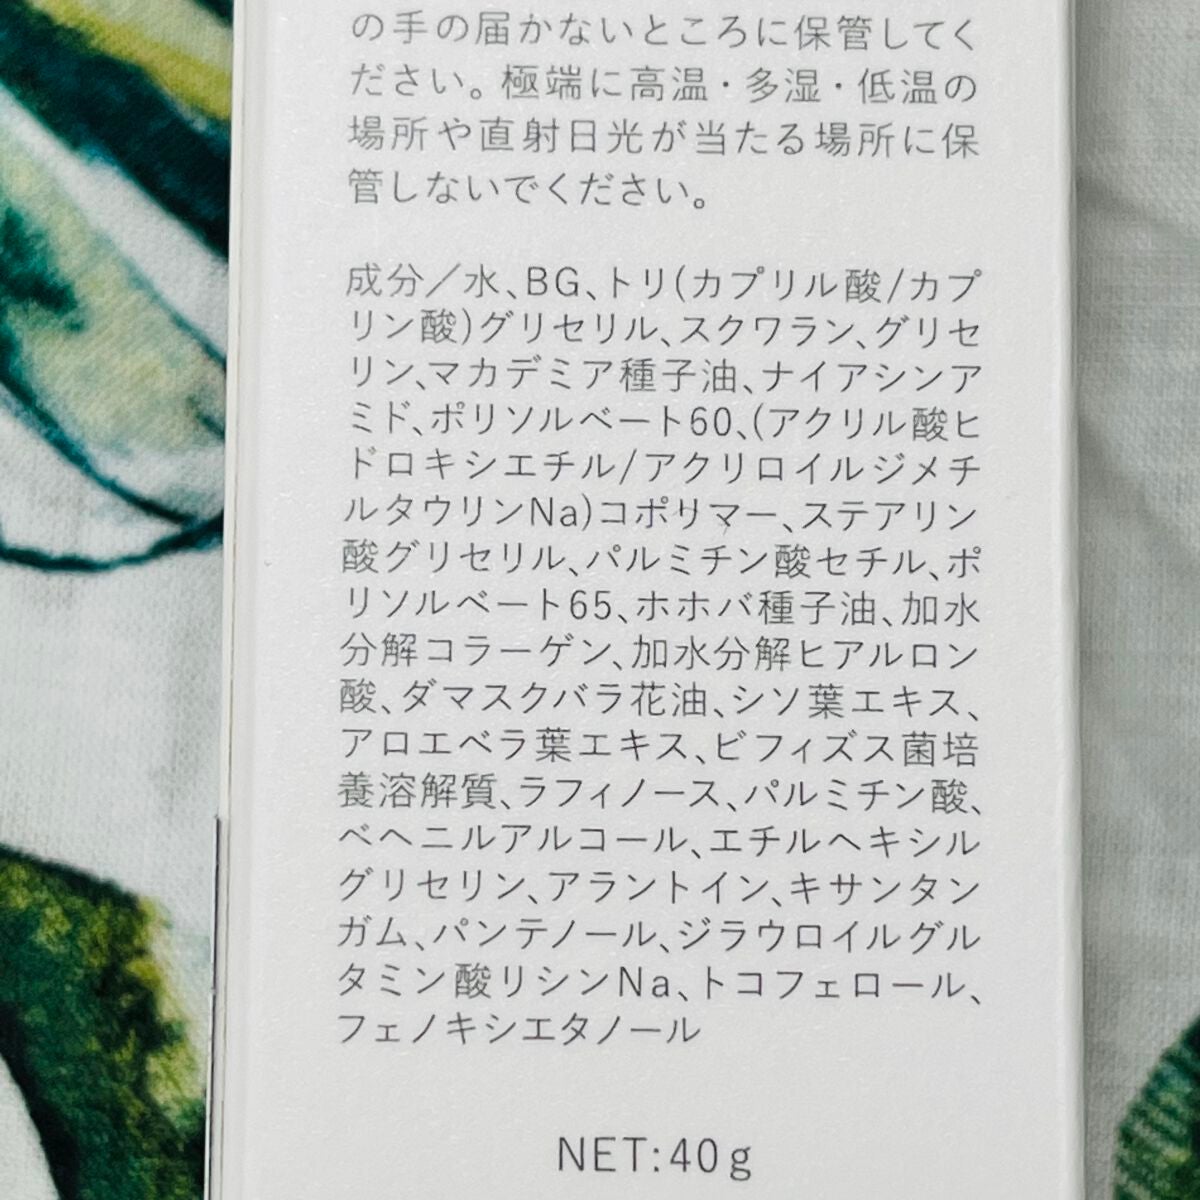 の手の届かないところに保管してく
ださい。極端に高温・多湿・低温の
場所や直射日光が当たる場所に保
管しないでください。
成分／水、BG、トリ(カプリル酸/カプ
リン酸)グリセリル、スクワラン、グリセ
リン、マカデミア種子油、ナイアシンア
ミド、ポリソルベート60、(アクリル酸ヒ
ドロキシエチル/アクリロイルジメチ
ルタウリンNa)コポリマー、ステアリン
酸グリセリル、パルミチン酸セチル、ポ
リソルベート65、ホホバ種子油、加水
分解コラーゲン、加水分解ヒアルロン
酸、ダマスクバラ花油、シソ葉エキス、
アロエベラ葉エキス、ビフィズス菌培
養溶解質、ラフィノース、パルミチン酸、
ベヘニルアルコール、エチルヘキシル
グリセリン、アラントイン、キサンタン
ガム、パンテノール、ジラウロイルグル
タミン酸リシンNa、トコフェロール、
フェノキシエタノール
NET:40g